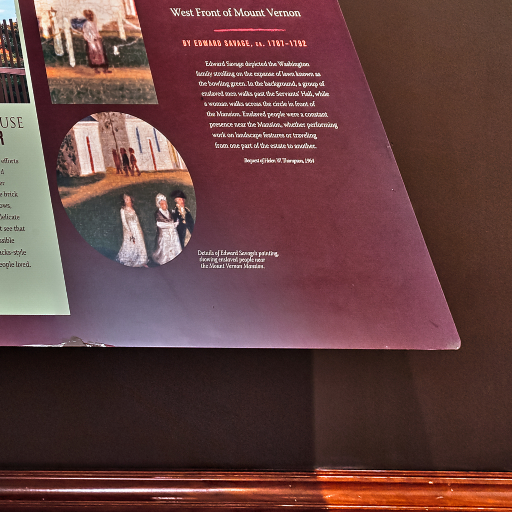 West Front of Mount Vernon
BY EDWARD SAVAGE, ca. 1787-1792
Edward Savage depicted the Washington
family strolling on the expanse of lawn known as
the bowling green. In the background, a group of
enslaved men walks past the Servants' Hall, while
a woman walks across the circle in front of
the Mansion. Enslaved people were a constant
presence near the Mansion, whether performing
work on landscape features or traveling
from one part of the estate to another.
Bequest of Helen W. Thompson, 1964
Details of Edward Savage's painting,
showing enslaved people near
the Mount Vernon Mansion.
USE
efforts
e brick
delicate
t see that
acks-style
eople lived.